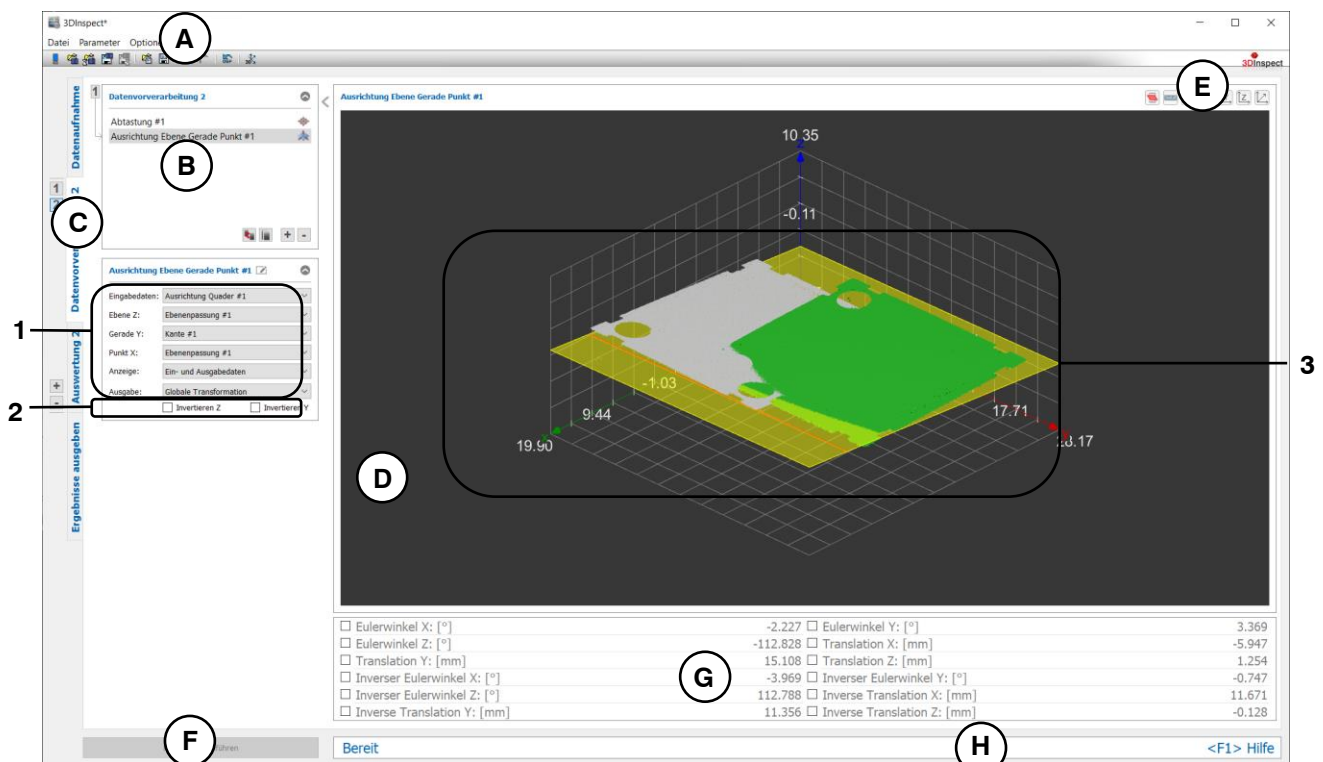 3DInspect*
Datei Parameter
A
3DInspect
E
Datenaufnahme
1
2
2
C
Auswertung 2
+
-
Ergebnisse ausgeben
1
Datenvorverarbeitung 2
Abtastung #1
Ausrichtung Ebene Gerade Punkt #1
B
+ -
Ausrichtung Ebene Gerade Punkt #1
Eingabedaten: Ausrichtung Quader #1
Ebene Z: Ebenenpassung #1
Gerade Y: Kante #1
Punkt X: Ebenenpassung #1
Anzeige: Ein- und Ausgabedaten
Ausgabe: Globale Transformation
Invertieren Z Invertieren Y
1
2
F
Ausrichtung Ebene Gerade Punkt #1
Z
10.35
Z
-0.11
-1.03
9.44
19.90
17.71
28.17
D
3
Eulerwinkel X: [°] -2.227 Eulerwinkel Y: [°] 3.369
Eulerwinkel Z: [°] -112.828 Translation X: [mm] -5.947
Translation Y: [mm] 15.108 Translation Z: [mm] 1.254
Inverser Eulerwinkel X: [°] -3.969 Inverser Eulerwinkel Y: [°] -0.747
Inverser Eulerwinkel Z: [°] 112.788 Inverse Translation X: [mm] 11.671
Inverse Translation Y: [mm] 11.356 Inverse Translation Z: [mm] -0.128
G
Bereit
H
<F1> Hilfe